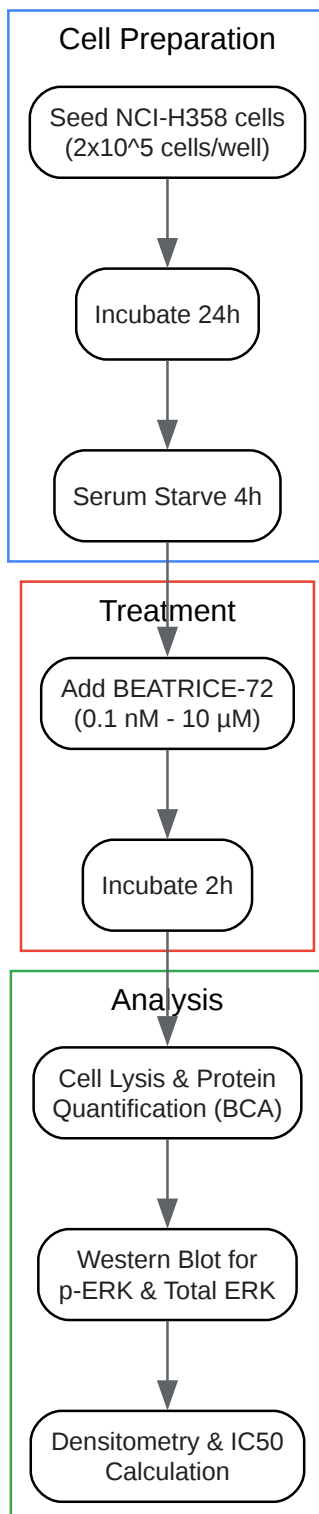 Cell Preparation
Seed NCI-H358 cells
(2x10^5 cells/well)
Incubate 24h
Serum Starve 4h
Treatment
Add BEATRICE-72
(0.1 nM - 10 µM)
Incubate 2h
Analysis
Cell Lysis & Protein
Quantification (BCA)
Western Blot for
p-ERK & Total ERK
Densitometry & IC50
Calculation